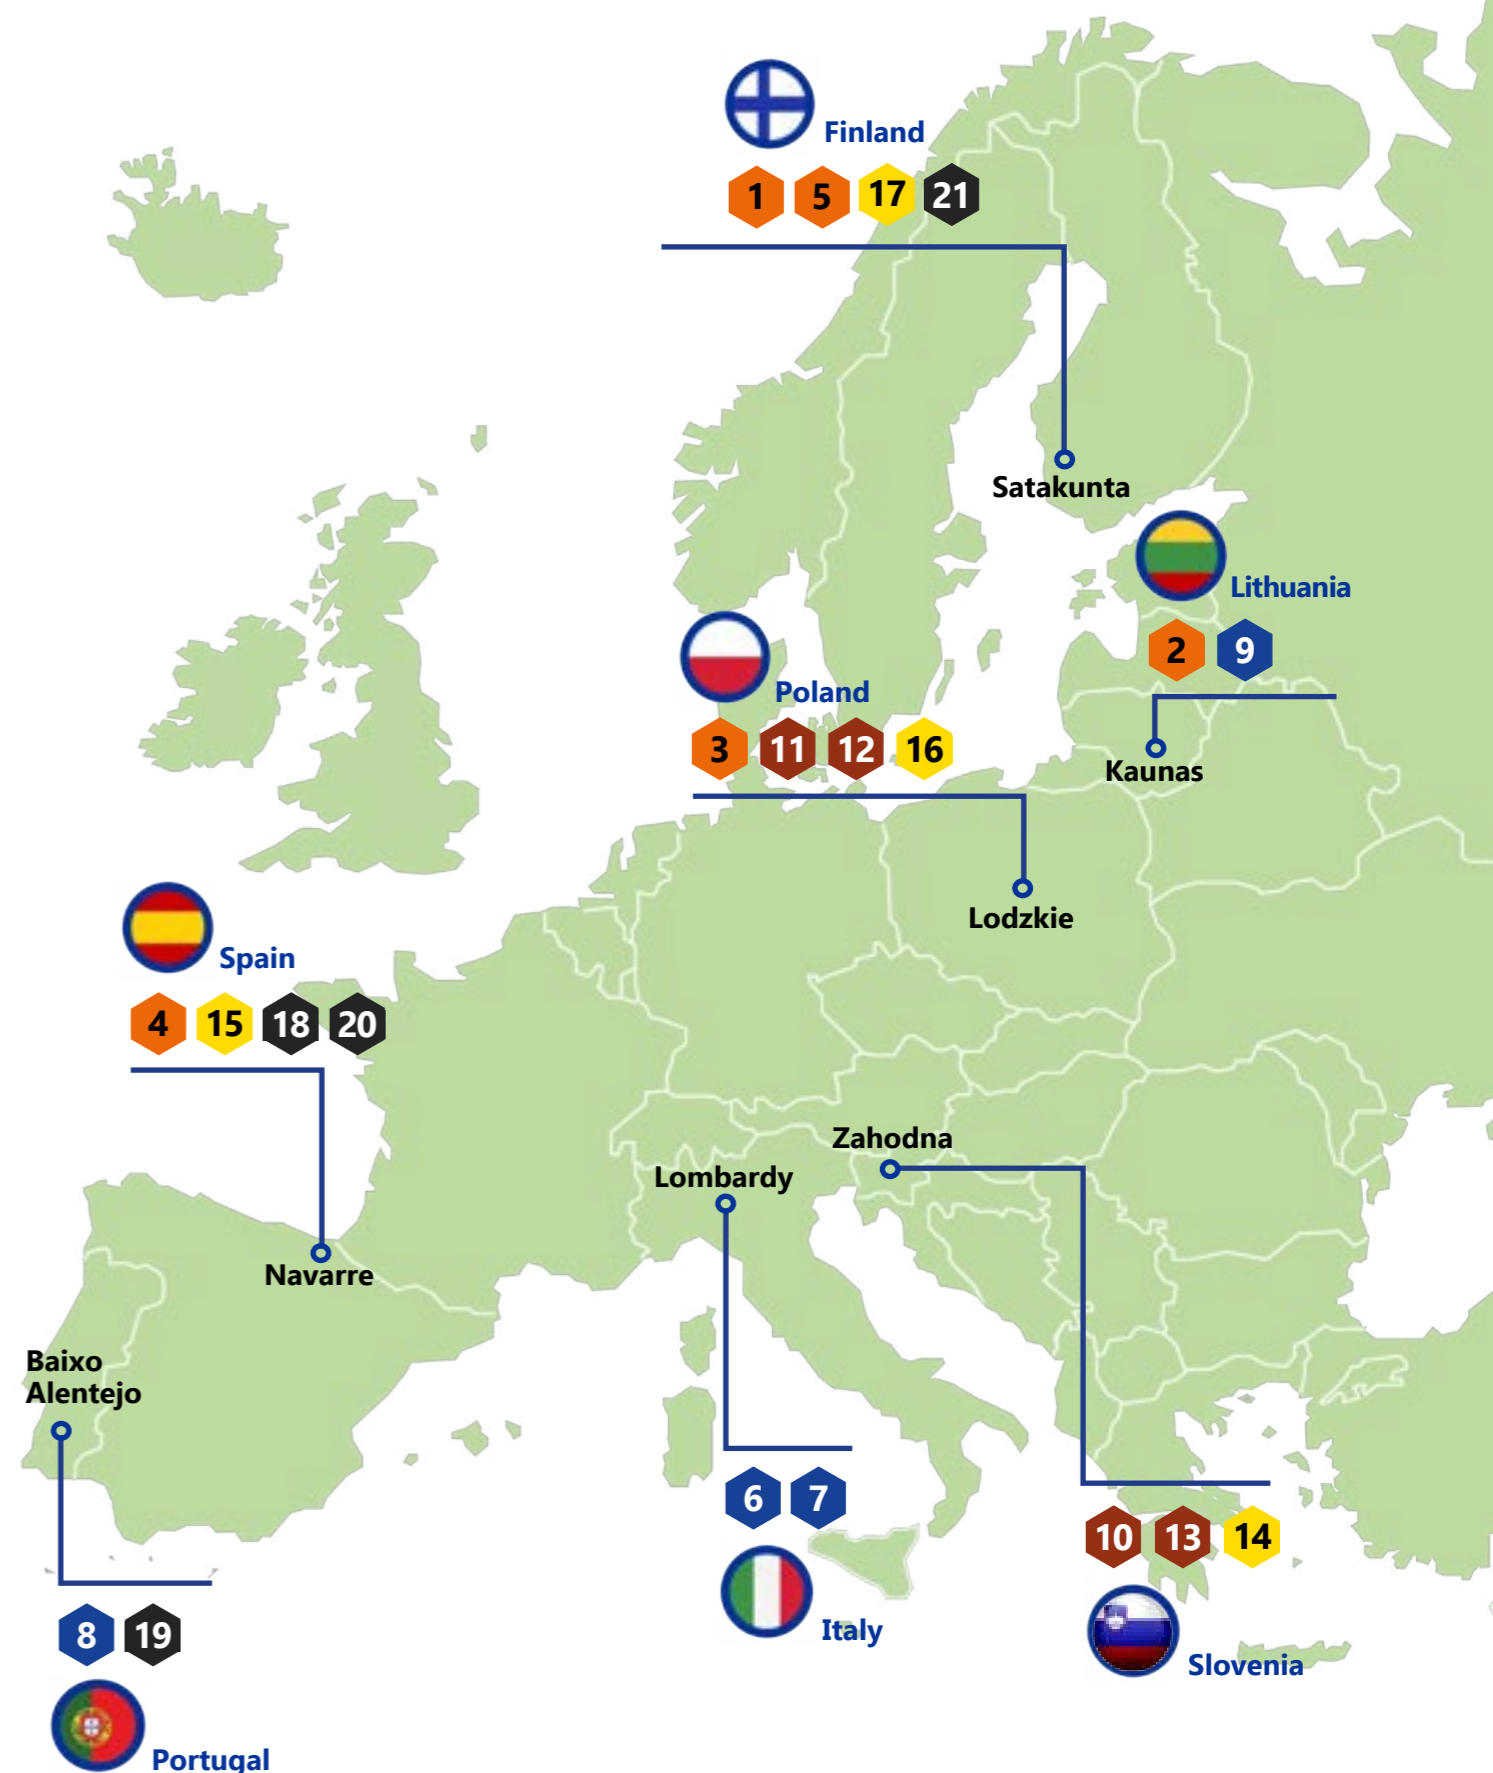 Finland
1 5 17 21
Satakunta
Lithuania
2 9
Kaunas
Poland
3 11 12 16
Lodzkie
Spain
4 15 18 20
Navarre
Zahodna
Lombardy
Baixo
Alentejo
6 7
Italy
10 13 14
Slovenia
8 19
Portugal